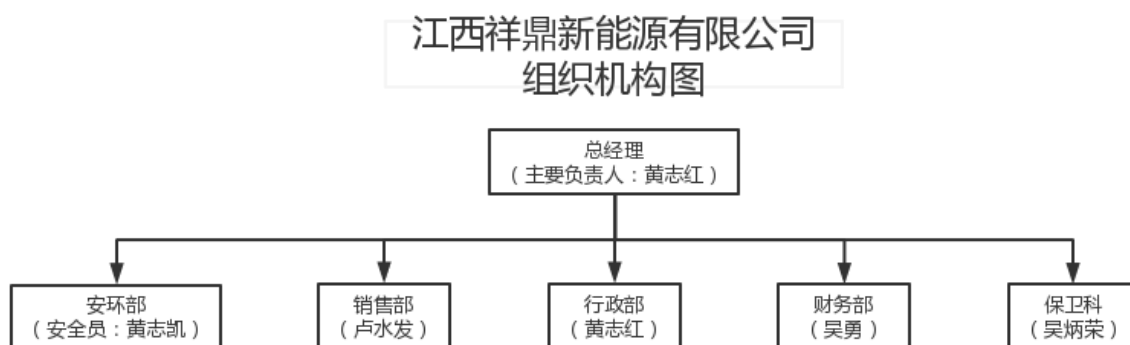 江西祥鼎新能源有限公司
组织机构图
总经理
（主要负责人：黄志红）
安环部
（安全员：黄志凯）
销售部
（卢水发）
行政部
（黄志红）
财务部
（吴勇）
保卫科
（吴炳荣）